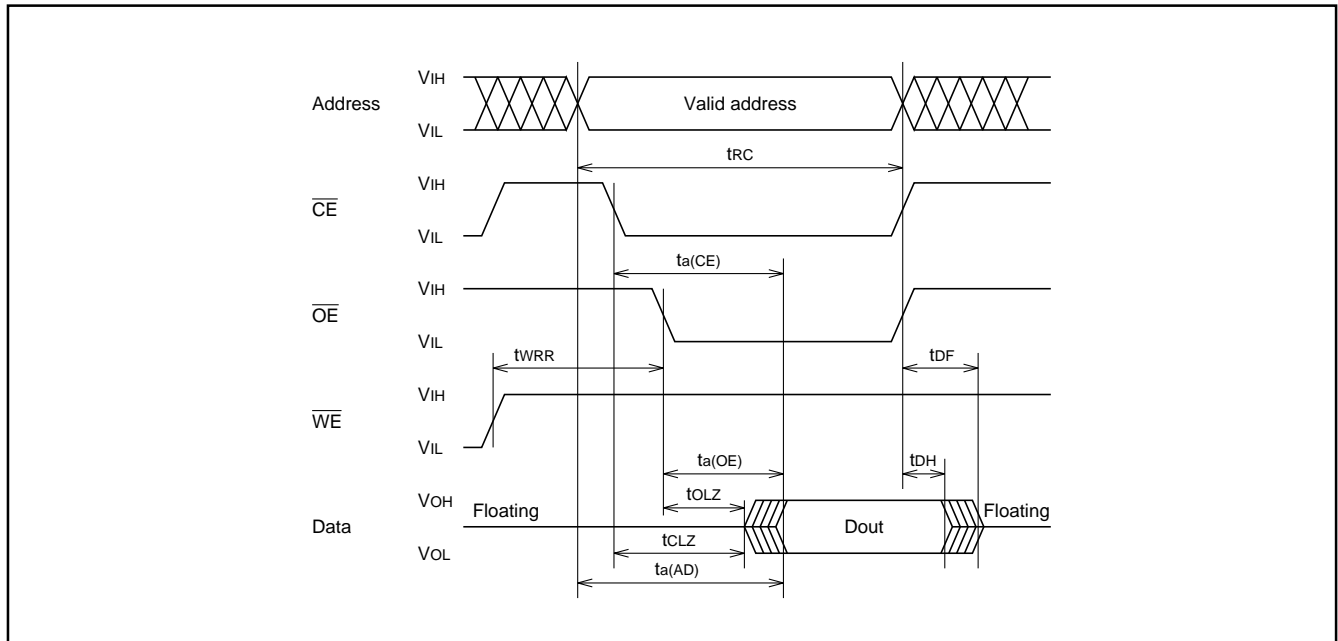 VIH
Address
Valid address
VIL
tRC
VIH
CE
VIL
ta(CE)
VIH
OE
VIL
tWRR
tDF
VIH
WE
VIL
ta(OE)
tDH
VOH
tOLZ
Floating
Floating
Data
Dout
tCLZ
VOL
ta(AD)